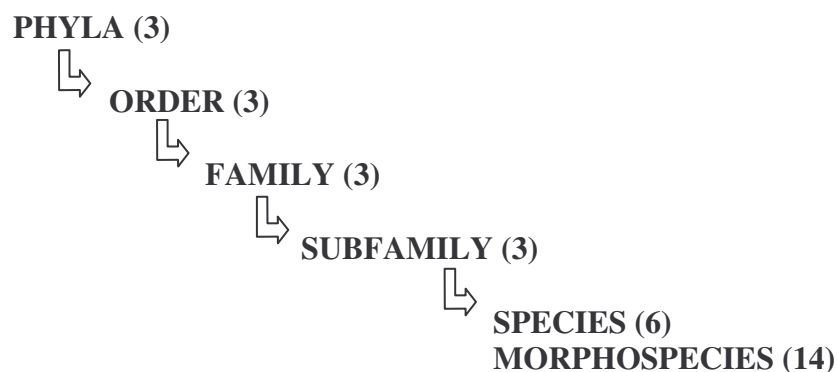 PHYLA (3)
ORDER (3)
FAMILY (3)
SUBFAMILY (3)
SPECIES (6)
MORPHOSPECIES (14)